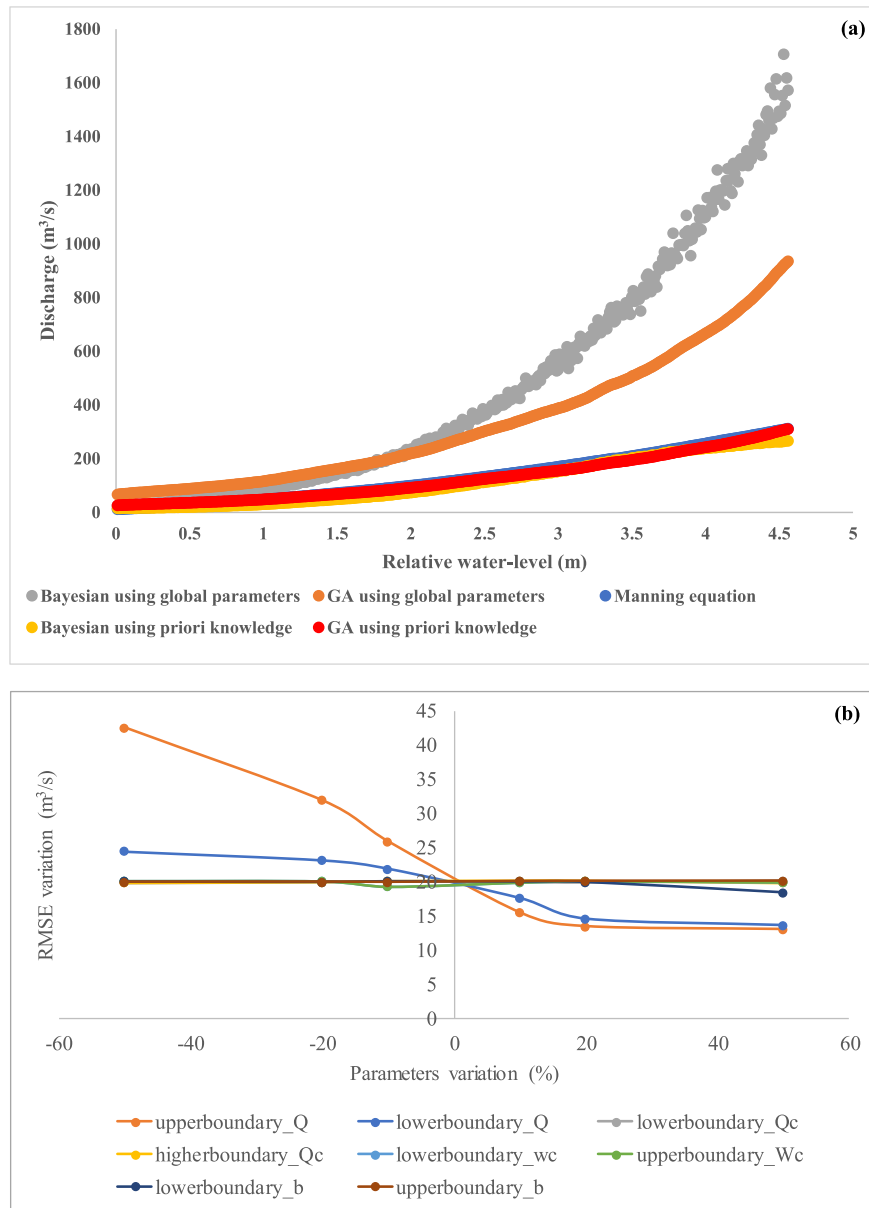 (a)
1800
1600
1400
1200
1000
800
600
400
200
0
Discharge (m³/s)
0 0.5 1 1.5 2 2.5 3 3.5 4 4.5 5
Relative water-level (m)
Bayesian using global parameters GA using global parameters Manning equation
Bayesian using priori knowledge GA using priori knowledge
(b)
45
40
35
30
25
20
15
10
5
0
RMSE variation (m³/s)
-60 -40 -20 0 20 40 60
Parameters variation (%)
upperboundary_Q lowerboundary_Q lowerboundary_Qc
higherboundary_Qc lowerboundary_wc upperboundary_Wc
lowerboundary_b upperboundary_b